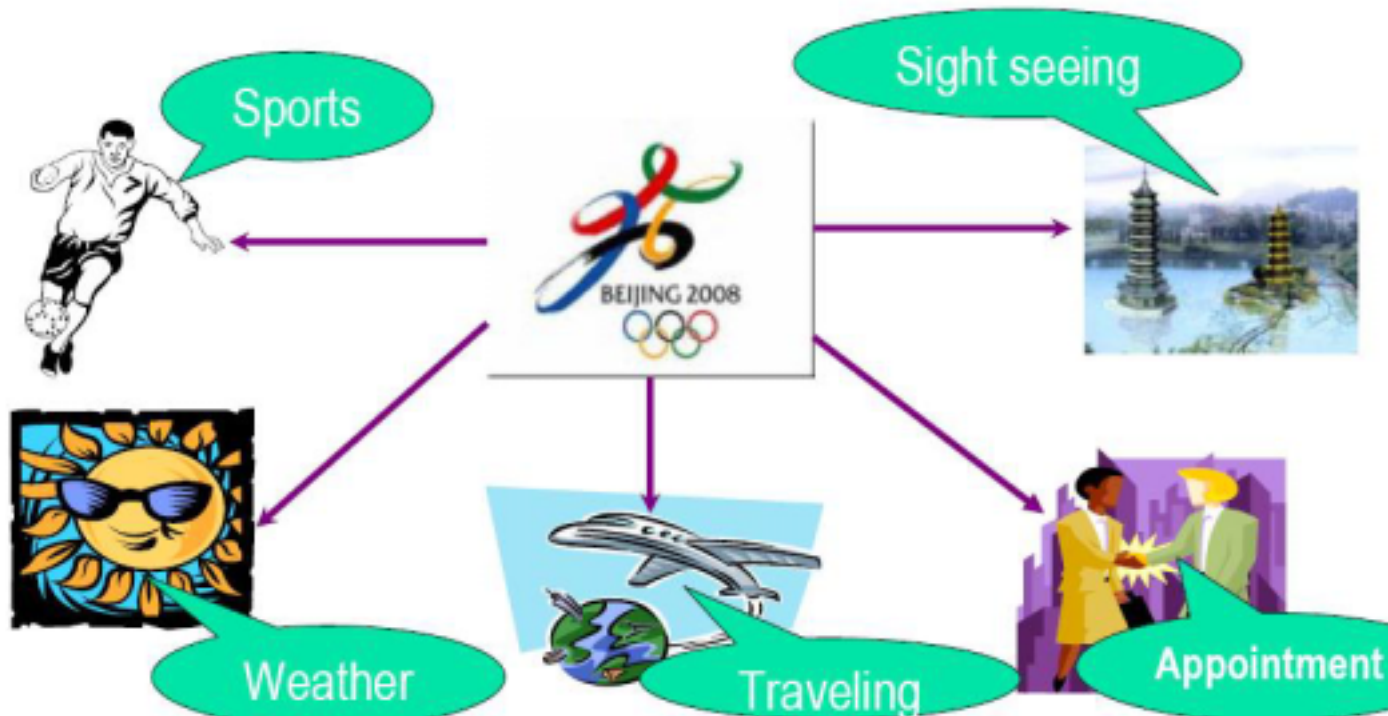 Sports
Sight seeing
BEIJING 2008
Weather
Traveling
Appointment